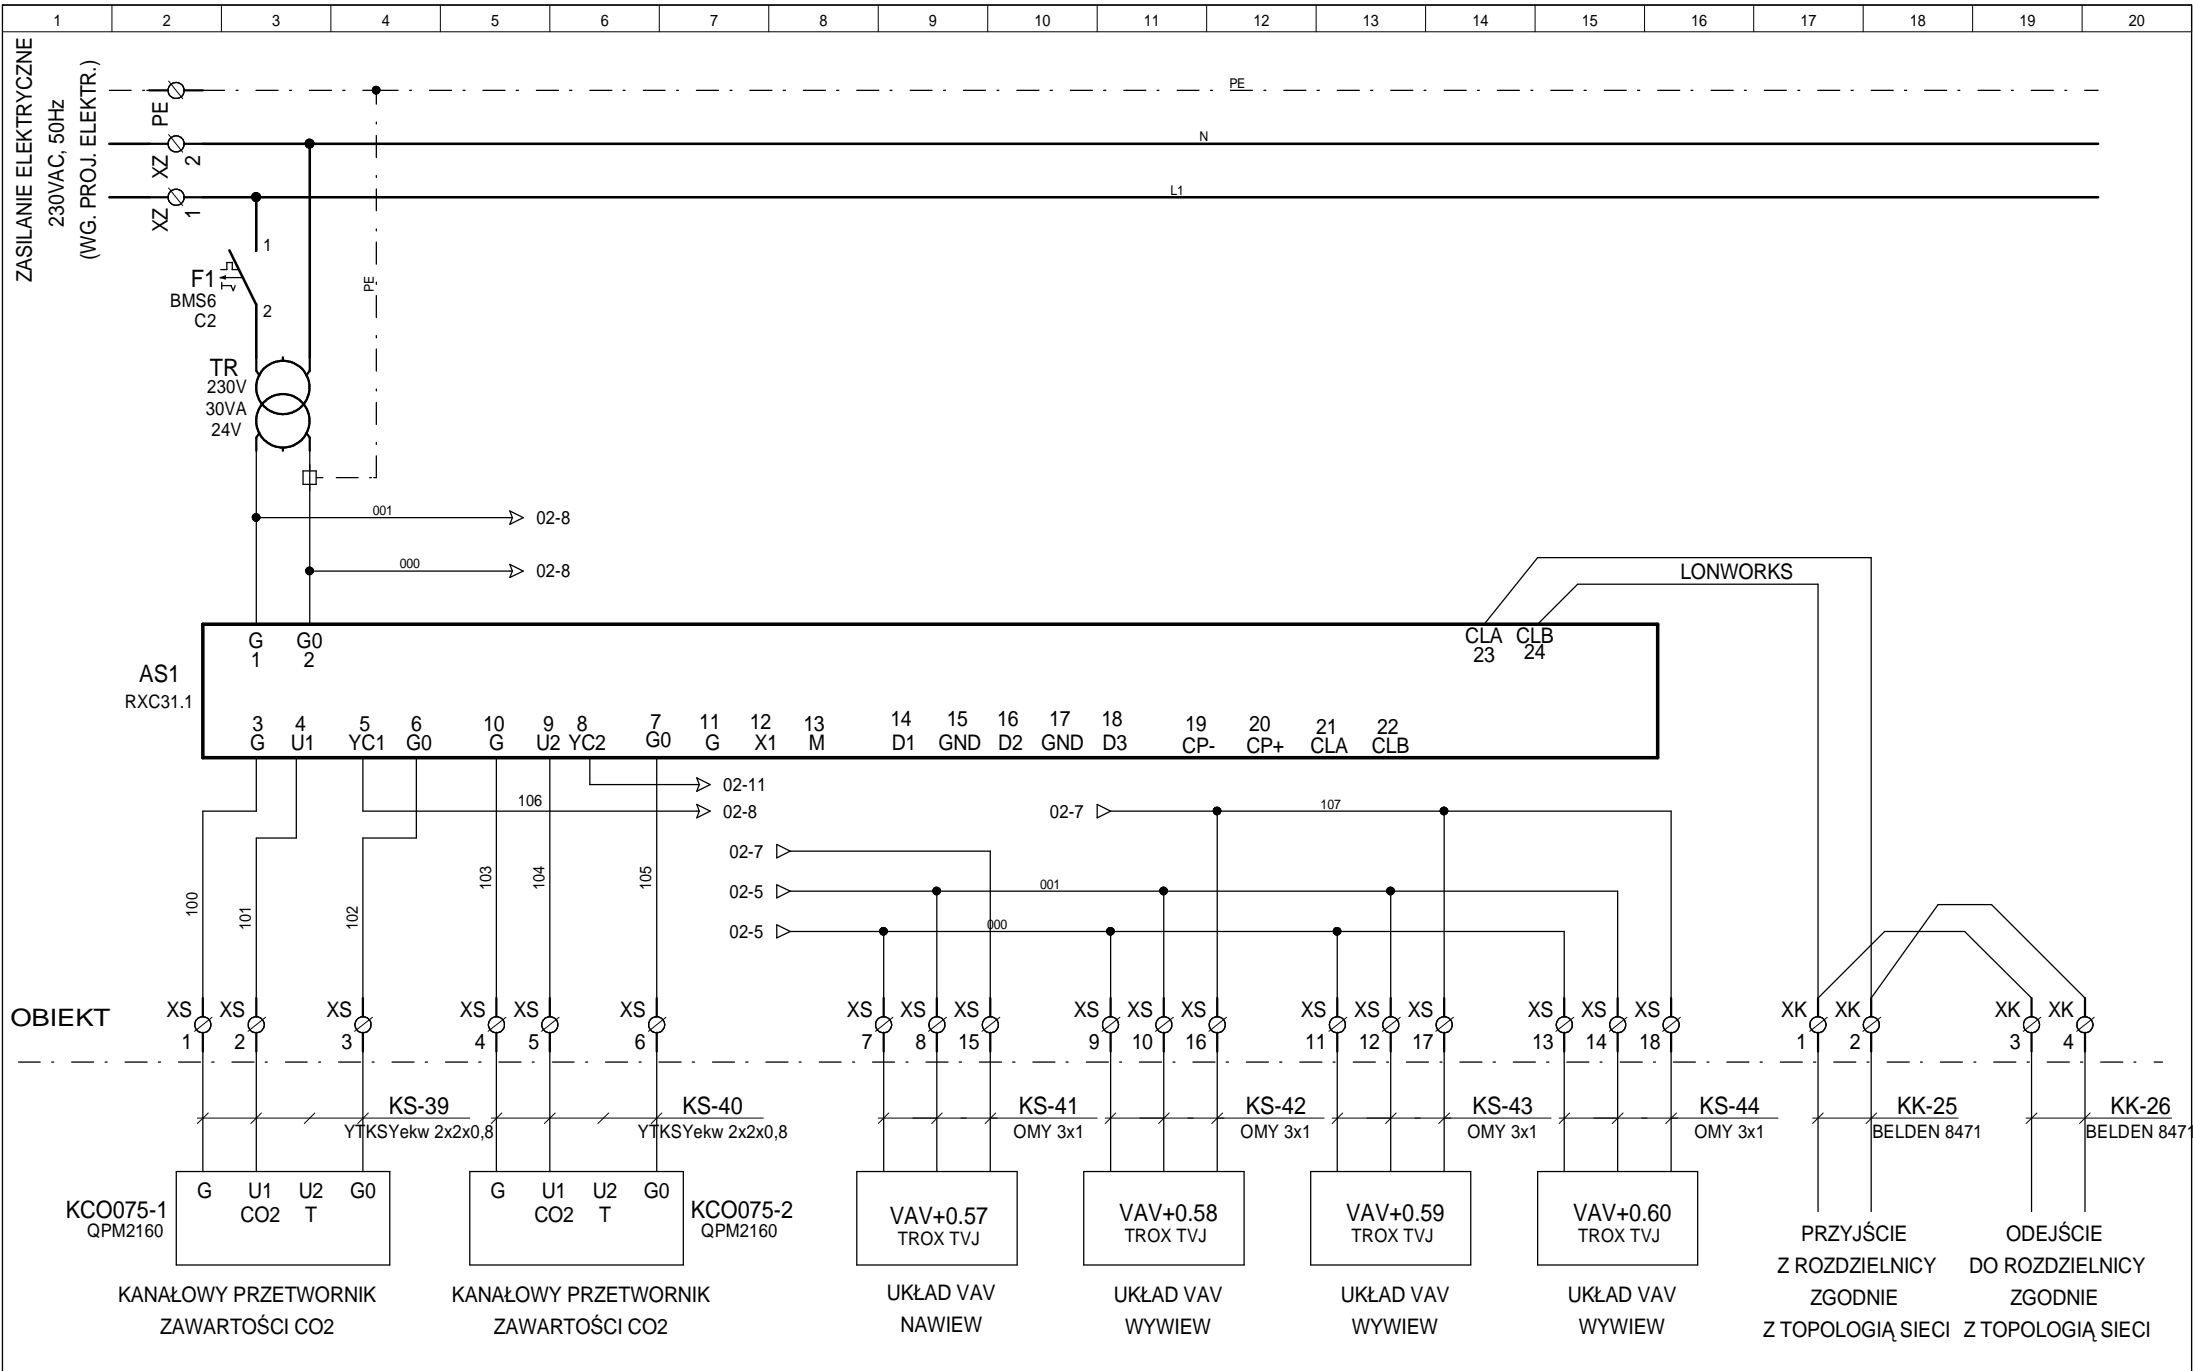 1 2 3 4 5 6 7 8 9 10 11 12 13 14 15 16 17 18 19 20
ZASILANIE ELEKTRYCZNE
230VAC, 50Hz
(WG. PROJ. ELEKTR.)
PE
PE
XZ 2
N
XZ 1
L1
1
F1
BMS6
C2
2
PE
TR
230V
30VA
24V
001
02-8
000
02-8
LONWORKS
AS1
RXC31.1
G G0 CLA CLB
1 2 23 24
3 4 5 6 10 9 8 7 11 12 13 14 15 16 17 18 19 20 21 22
G U1 YC1 G0 G U2 YC2 G0 G X1 M D1 GND D2 GND D3 CP- CP+ CLA CLB
02-11
106
02-8
02-7
107
02-7
02-5
001
02-5
000
100
101
102
103
104
105
OBIEKT
XS XS XS XS XS XS XS XS XS XS XS XS XS XS XS XS XS XS XK XK XK XK
1 2 3 4 5 6 7 8 15 9 10 16 11 12 17 13 14 18 1 2 3 4
KS-39 KS-40 KS-41 KS-42 KS-43 KS-44 KK-25 KK-26
YTKSYekw 2x2x0,8 YTKSYekw 2x2x0,8 OMY 3x1 OMY 3x1 OMY 3x1 OMY 3x1 BELDEN 8471 BELDEN 8471
KCO075-1
QPM2160
G U1 U2 G0
CO2 T
G U1 U2 G0
CO2 T
KCO075-2
QPM2160
VAV+0.57
TROX TVJ
VAV+0.58
TROX TVJ
VAV+0.59
TROX TVJ
VAV+0.60
TROX TVJ
KANAŁOWY PRZETWORNIK
ZAWARTOŚCI CO2
KANAŁOWY PRZETWORNIK
ZAWARTOŚCI CO2
UKŁAD VAV
NAWIEW
UKŁAD VAV
WYWIEW
UKŁAD VAV
WYWIEW
UKŁAD VAV
WYWIEW
PRZYJŚCIE
Z ROZDZIELNICY
ZGODNIE
Z TOPOLOGIĄ SIECI
ODEJŚCIE
DO ROZDZIELNICY
ZGODNIE
Z TOPOLOGIĄ SIECI